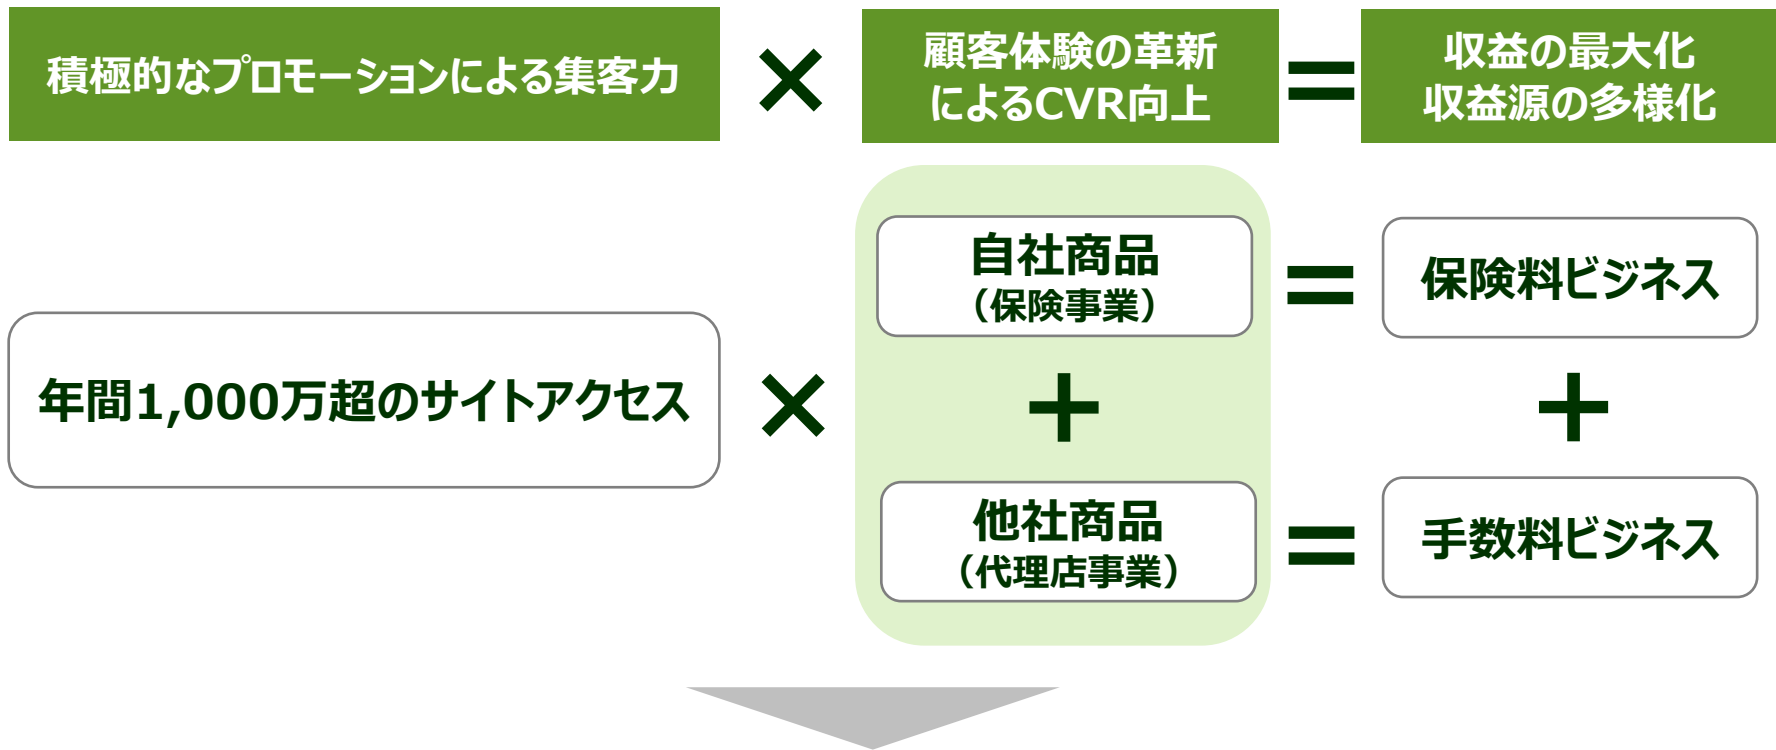 積極的なプロモーションによる集客力
×
顧客体験の革新
によるCVR向上
=
収益の最大化
収益源の多様化
年間1,000万超のサイトアクセス
×
自社商品
（保険事業）
=
保険料ビジネス
+
+
他社商品
（代理店事業）
=
手数料ビジネス